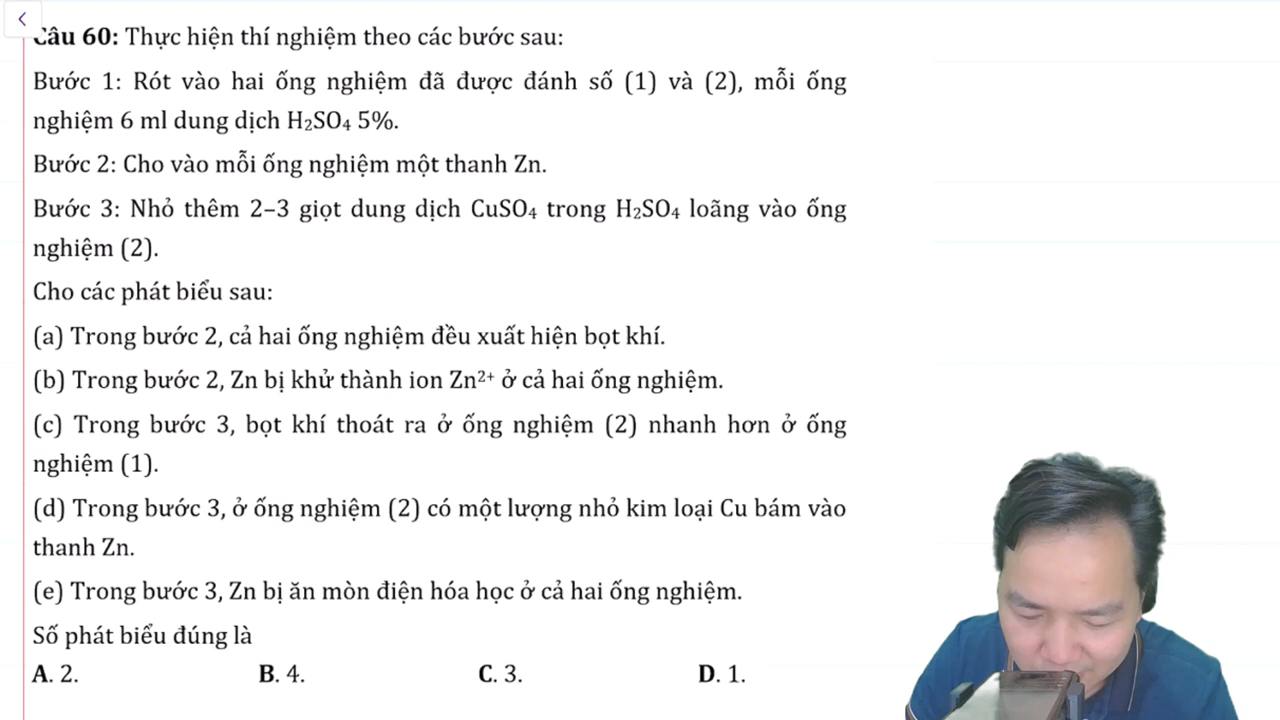 Câu 60: Thực hiện thí nghiệm theo các bước sau:
Bước 1: Rót vào hai ống nghiệm đã được đánh số (1) và (2), mỗi ống
nghiệm 6 ml dung dịch H₂SO₄ 5%.
Bước 2: Cho vào mỗi ống nghiệm một thanh Zn.
Bước 3: Nhỏ thêm 2–3 giọt dung dịch CuSO₄ trong H₂SO₄ loãng vào ống
nghiệm (2).
Cho các phát biểu sau:
(a) Trong bước 2, cả hai ống nghiệm đều xuất hiện bọt khí.
(b) Trong bước 2, Zn bị khử thành ion Zn²⁺ ở cả hai ống nghiệm.
(c) Trong bước 3, bọt khí thoát ra ở ống nghiệm (2) nhanh hơn ở ống
nghiệm (1).
(d) Trong bước 3, ở ống nghiệm (2) có một lượng nhỏ kim loại Cu bám vào
thanh Zn.
(e) Trong bước 3, Zn bị ăn mòn điện hóa học ở cả hai ống nghiệm.
Số phát biểu đúng là
A. 2. B. 4. C. 3. D. 1.